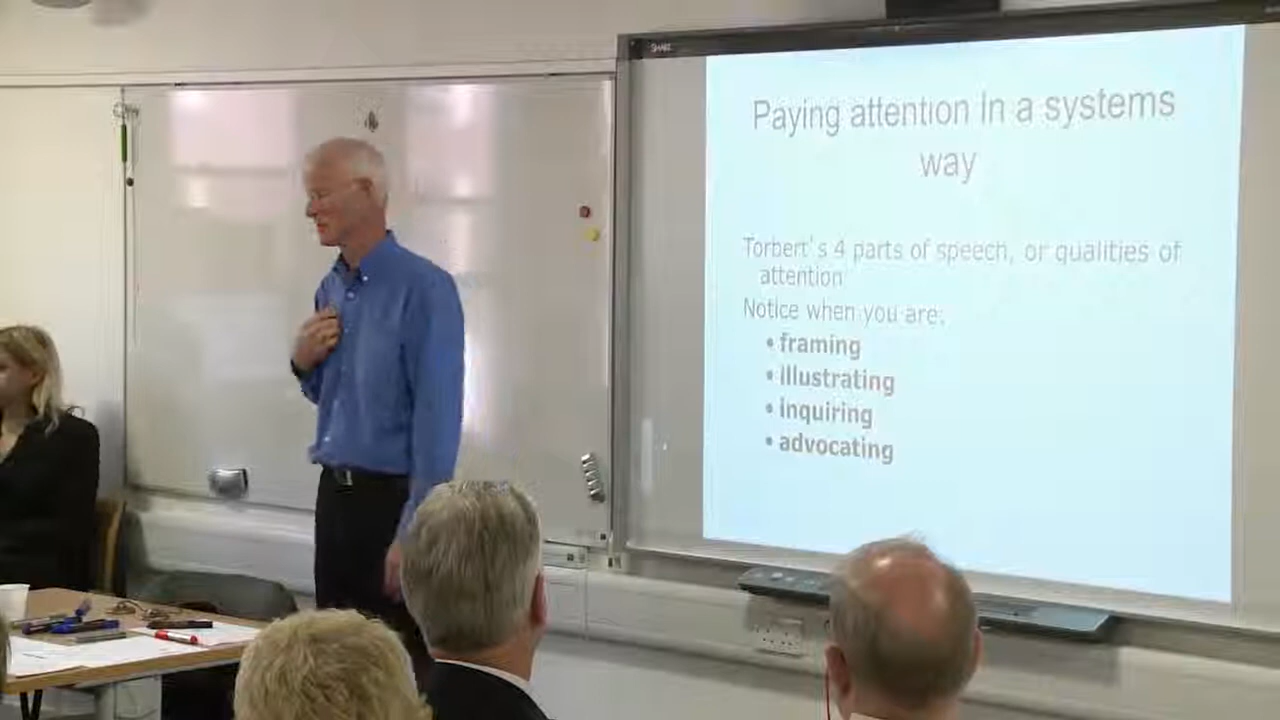 SMART
Paying attention in a systems
way
Torbert's 4 parts of speech, or qualities of
attention
Notice when you are:
• framing
• illustrating
• inquiring
• advocating